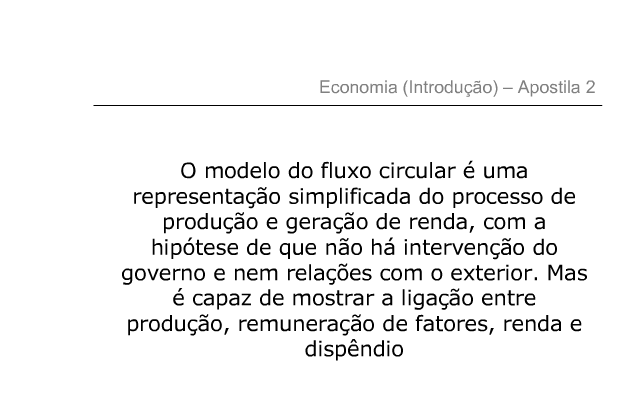 Economia (Introdução) – Apostila 2
O modelo do fluxo circular é uma
representação simplificada do processo de
produção e geração de renda, com a
hipótese de que não há intervenção do
governo e nem relações com o exterior. Mas
é capaz de mostrar a ligação entre
produção, remuneração de fatores, renda e
dispêndio